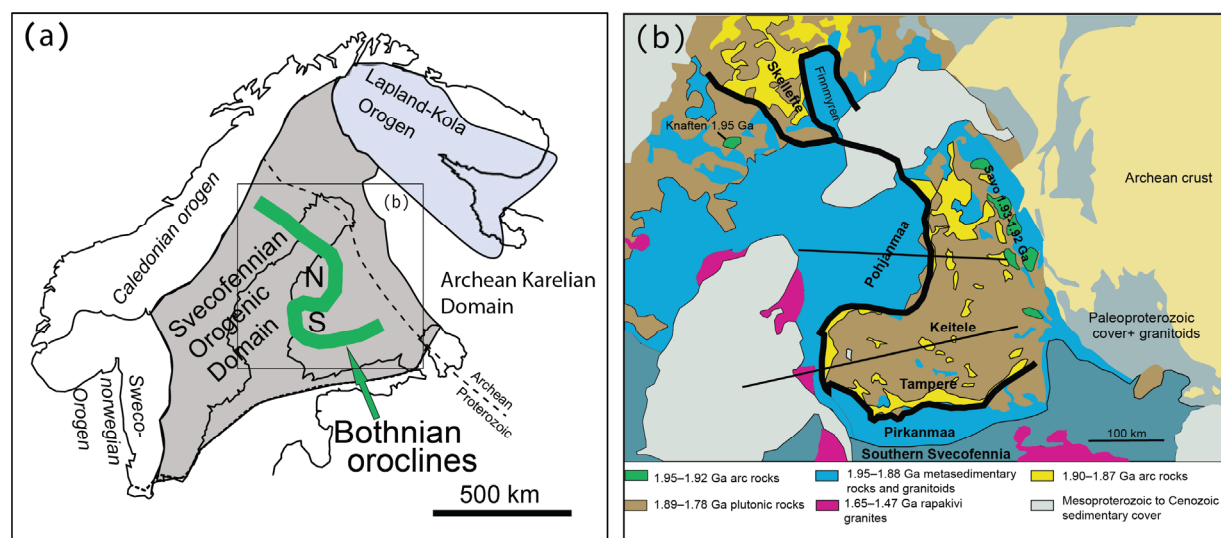 (a)
Lapland-Kola
Orogen
Caledonian orogen
(b)
N
S
Svecofennian
Orogenic
Domain
Archean Karelian
Domain
Sweco-
norwegian
Orogen
Archean
Proterozoic
Bothnian
oroclines
500 km
(b)
Skellefte
Finnmyren
Knaften 1.95 Ga
Savo 1.93-1.92 Ga
Archean crust
Pohjanmaa
Paleoproterozoic
cover+ granitoids
Keitele
Tampere
Pirkanmaa
100 km
Southern Svecofennia
1.95–1.92 Ga arc rocks
1.95–1.88 Ga metasedimentary
rocks and granitoids
1.90–1.87 Ga arc rocks
1.89–1.78 Ga plutonic rocks
1.65–1.47 Ga rapakivi
granites
Mesoproterozoic to Cenozoic
sedimentary cover